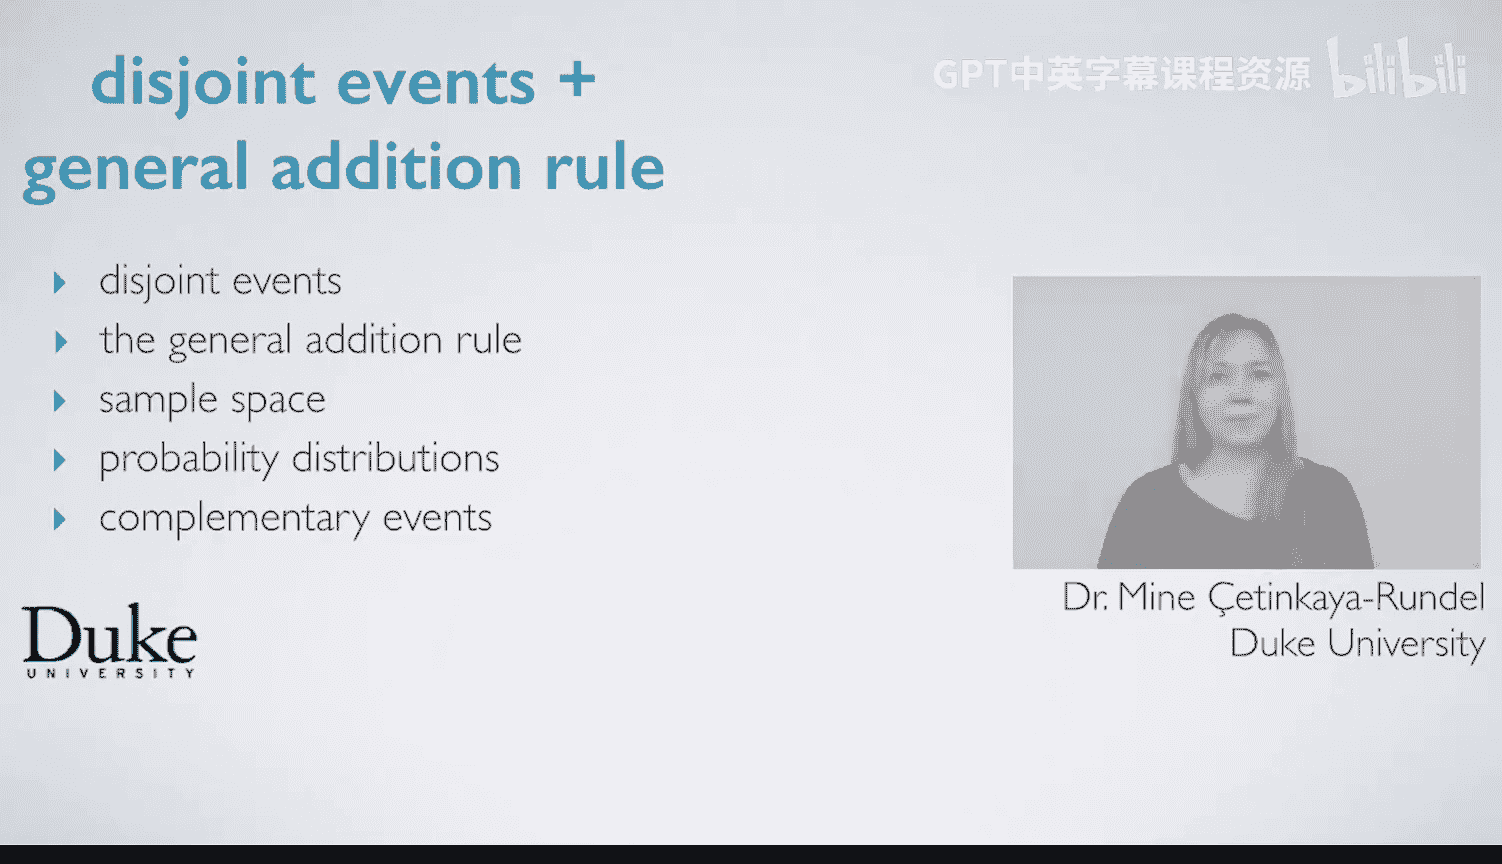 disjoint events +
general addition rule
GPT中英字幕课程资源 bilibili
disjoint events
the general addition rule
sample space
probability distributions
complementary events
Duke
UNIVERSITY
Dr. Mine Çetinkaya-Rundel
Duke University